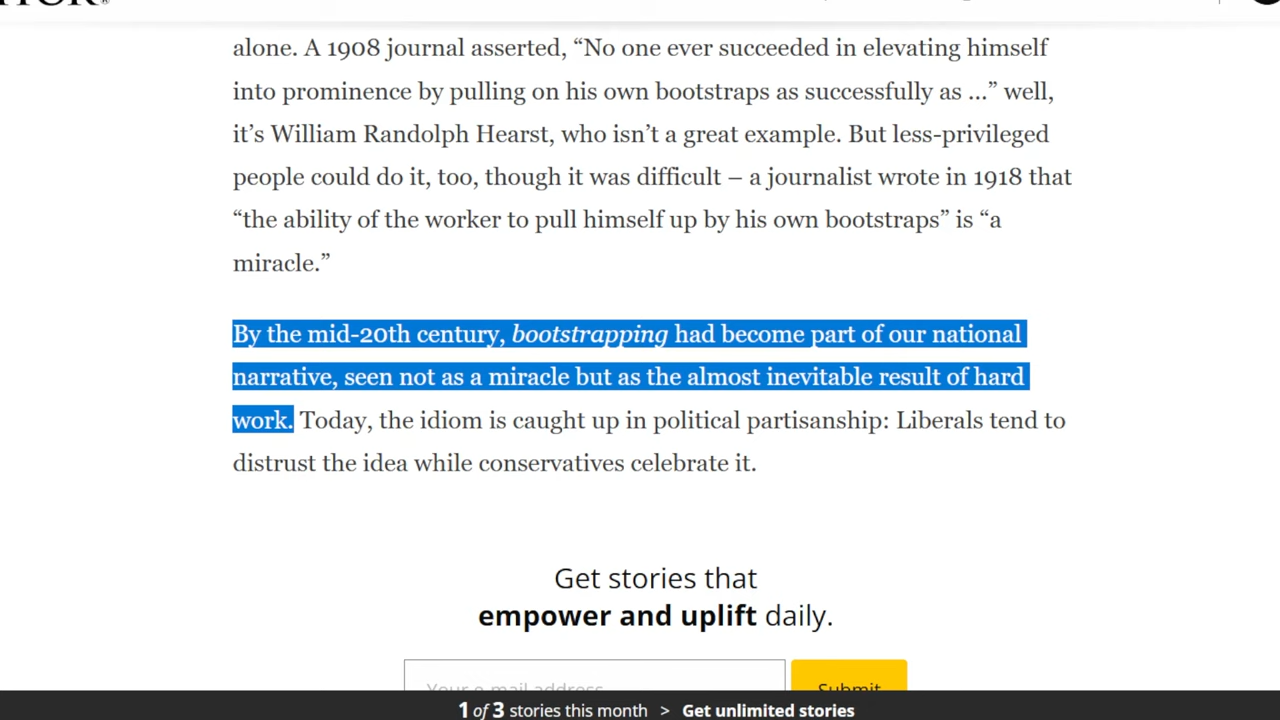 alone. A 1908 journal asserted, “No one ever succeeded in elevating himself
into prominence by pulling on his own bootstraps as successfully as ...” well,
it’s William Randolph Hearst, who isn’t a great example. But less-privileged
people could do it, too, though it was difficult – a journalist wrote in 1918 that
“the ability of the worker to pull himself up by his own bootstraps” is “a
miracle.”
By the mid-20th century, bootstrapping had become part of our national
narrative, seen not as a miracle but as the almost inevitable result of hard
work. Today, the idiom is caught up in political partisanship: Liberals tend to
distrust the idea while conservatives celebrate it.
Get stories that
empower and uplift daily.
Your e-mail address
Submit
1 of 3 stories this month > Get unlimited stories